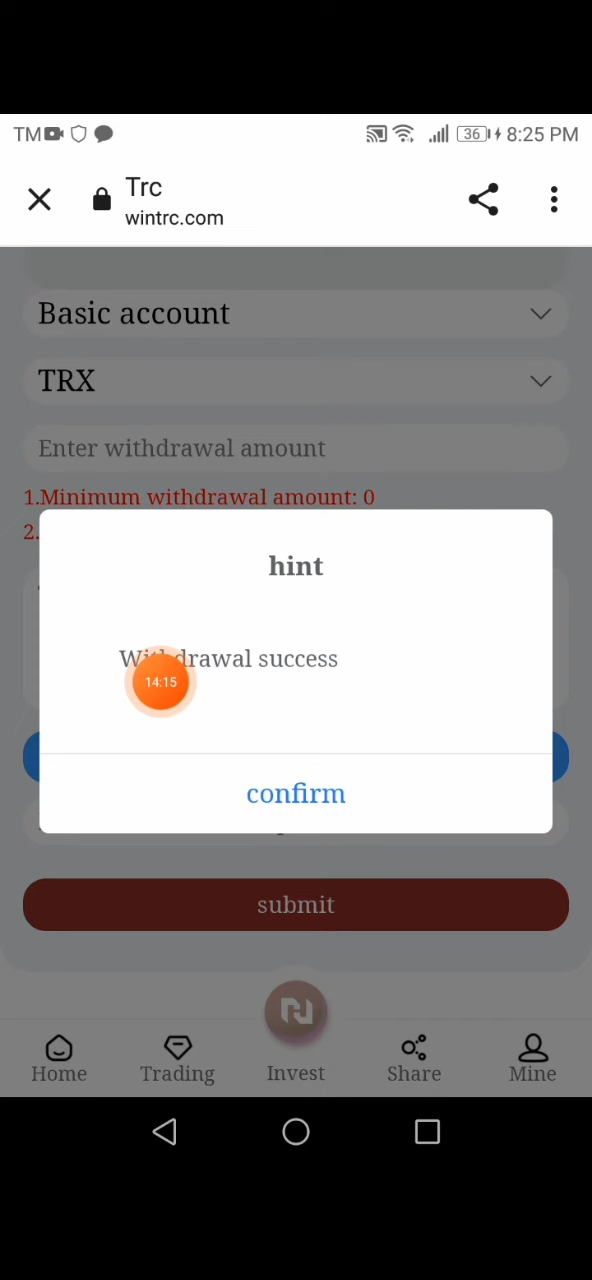 TM 36 8:25 PM
Trc
wintrc.com
Basic account
TRX
Enter withdrawal amount
1.Minimum withdrawal amount: 0
2.
hint
Withdrawal success
14:15
confirm
submit
Home Trading Invest Share Mine